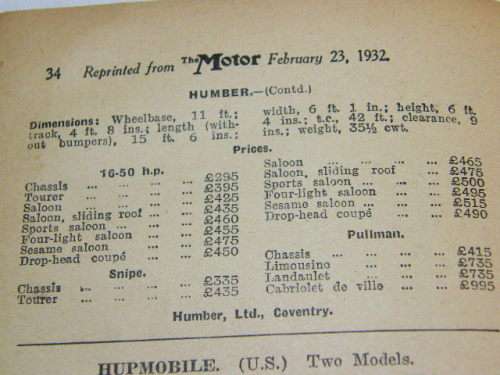 34 Reprinted from The Motor February 23, 1932.
HUMBER.—(Contd.)
Dimensions: Wheelbase, 11 ft.;
track, 4 ft. 8 ins.; length (with-
out bumpers), 15 ft. 6 ins.;
width, 6 ft. 1 in.; height, 6 ft.
4 ins.; t.c., 42 ft.; clearance, 9
ins.; weight, 35½ cwt.
Prices.
16-50 h.p.
Chassis ... ... ... ... £295
Tourer ... ... ... ... £395
Saloon ... ... ... ... £425
Saloon, sliding roof ... ... £435
Sports saloon ... ... ... £460
Four-light saloon ... ... £455
Sesame saloon ... ... ... £475
Drop-head coupé ... ... £450
Snipe.
Chassis ... ... ... ... £335
Tourer ... ... ... ... £435
Saloon ... ... ... ... £465
Saloon, sliding roof ... ... £475
Sports saloon ... ... ... £500
Four-light saloon ... ... £495
Sesame saloon ... ... ... £515
Drop-head coupé ... ... £490
Pullman.
Chassis ... ... ... ... £415
Limousine ... ... ... £735
Landaulet ... ... ... £735
Cabriolet de ville ... ... £995
Humber, Ltd., Coventry.
HUPMOBILE. (U.S.) Two Models.